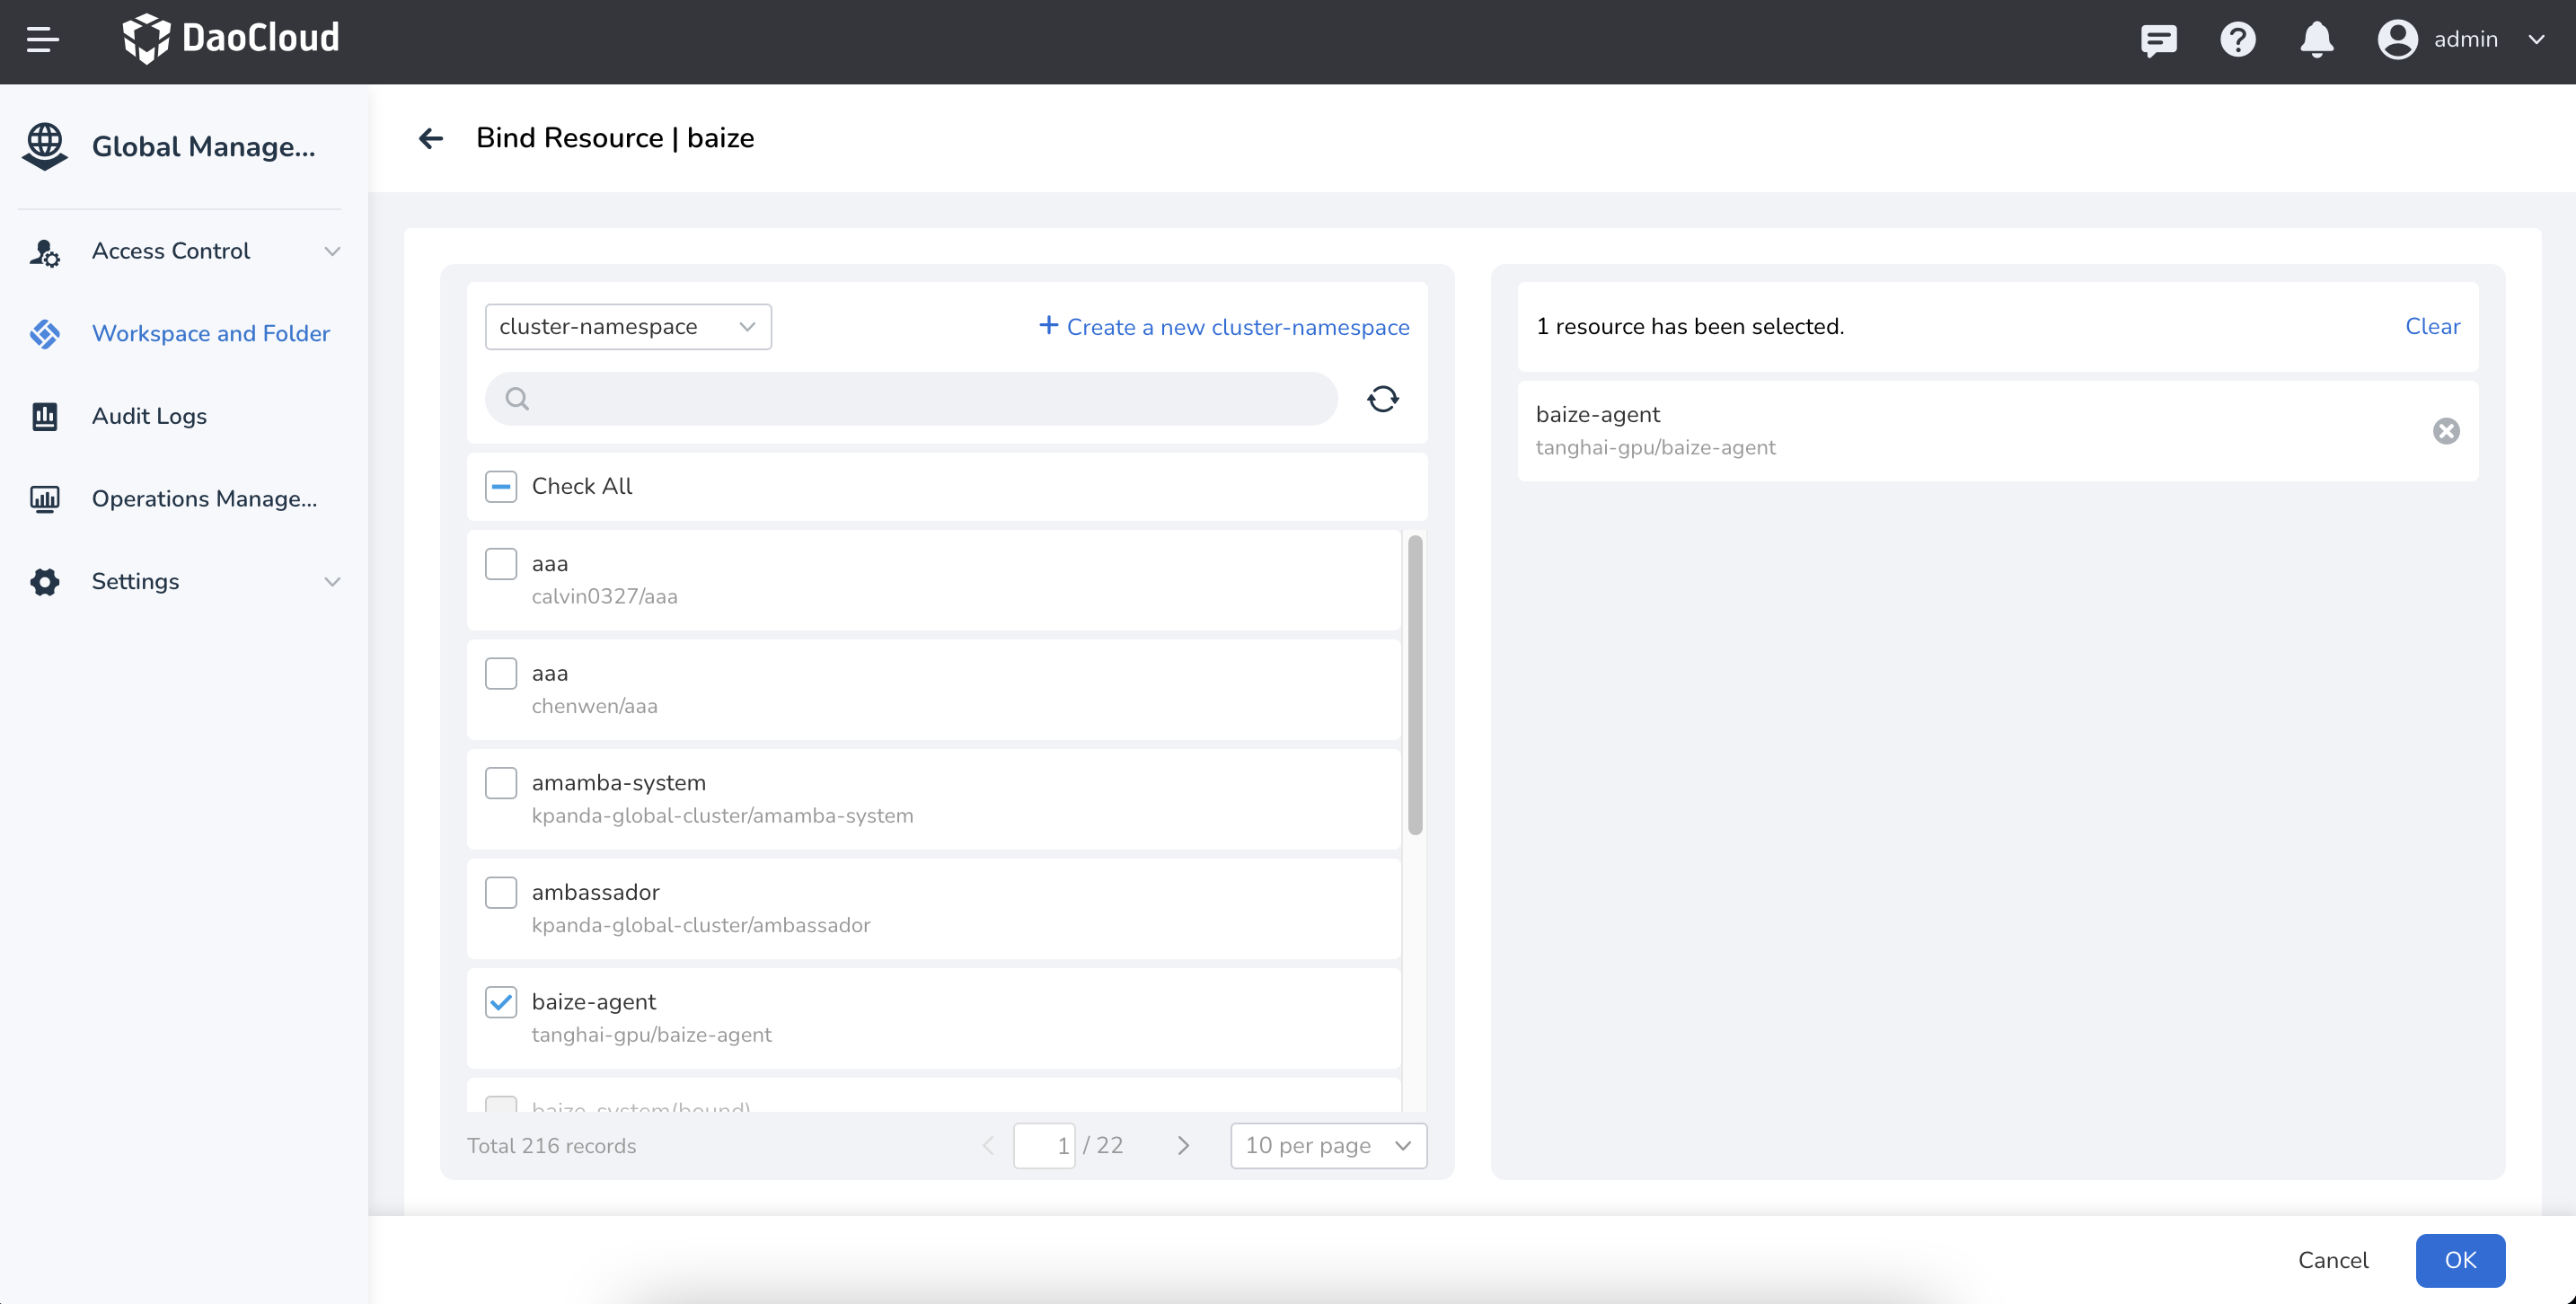 DaoCloud
admin
Global Manage...
Access Control
Workspace and Folder
Audit Logs
Operations Manage...
Settings
Bind Resource | baize
cluster-namespace
+ Create a new cluster-namespace
Check All
aaa
calvin0327/aaa
aaa
chenwen/aaa
amamba-system
kpanda-global-cluster/amamba-system
ambassador
kpanda-global-cluster/ambassador
baize-agent
tanghai-gpu/baize-agent
baize-system(bound)
Total 216 records
1 / 22
10 per page
1 resource has been selected.
Clear
baize-agent
tanghai-gpu/baize-agent
Cancel
OK